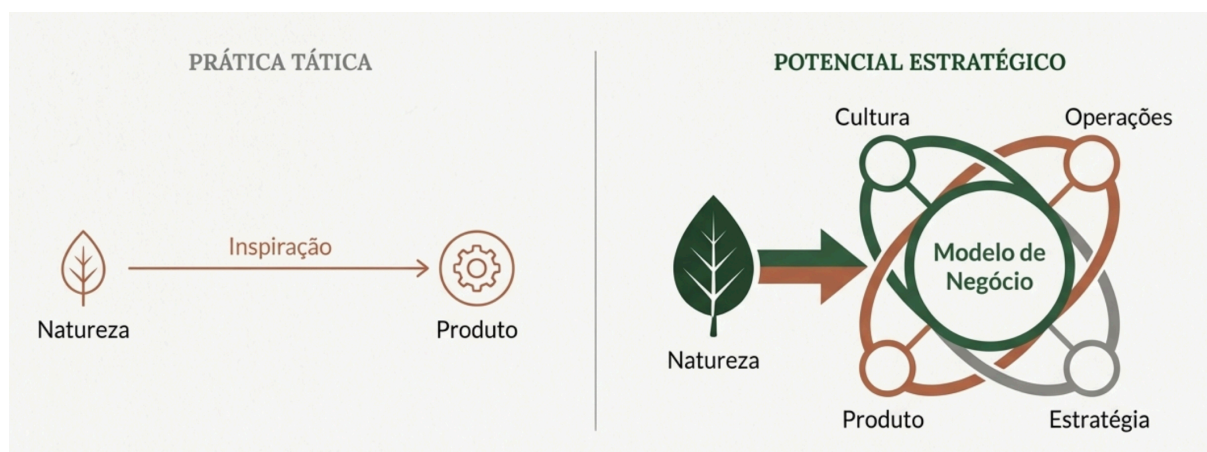 PRÁTICA TÁTICA
Inspiração
Natureza
Produto
POTENCIAL ESTRATÉGICO
Cultura
Operações
Modelo de
Negócio
Natureza
Produto
Estratégia